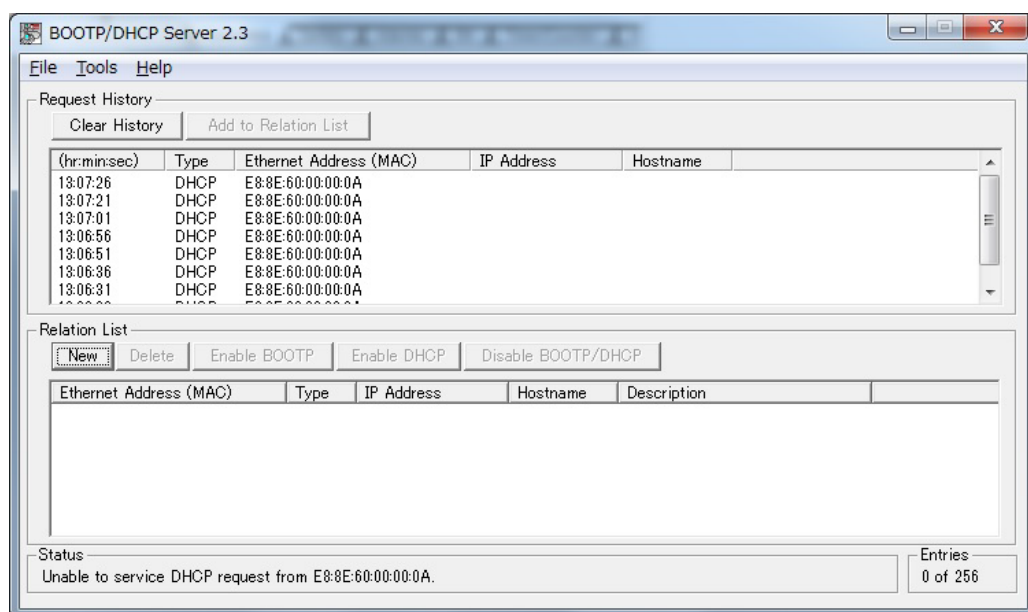 BOOTP/DHCP Server 2.3
File Tools Help
Request History
Clear History Add to Relation List
(hr:min:sec) Type Ethernet Address (MAC) IP Address Hostname
13:07:26 DHCP E8:8E:60:00:00:0A
13:07:21 DHCP E8:8E:60:00:00:0A
13:07:01 DHCP E8:8E:60:00:00:0A
13:06:56 DHCP E8:8E:60:00:00:0A
13:06:51 DHCP E8:8E:60:00:00:0A
13:06:36 DHCP E8:8E:60:00:00:0A
13:06:31 DHCP E8:8E:60:00:00:0A
Relation List
New Delete Enable BOOTP Enable DHCP Disable BOOTP/DHCP
Ethernet Address (MAC) Type IP Address Hostname Description
Status
Unable to service DHCP request from E8:8E:60:00:00:0A.
Entries
0 of 256